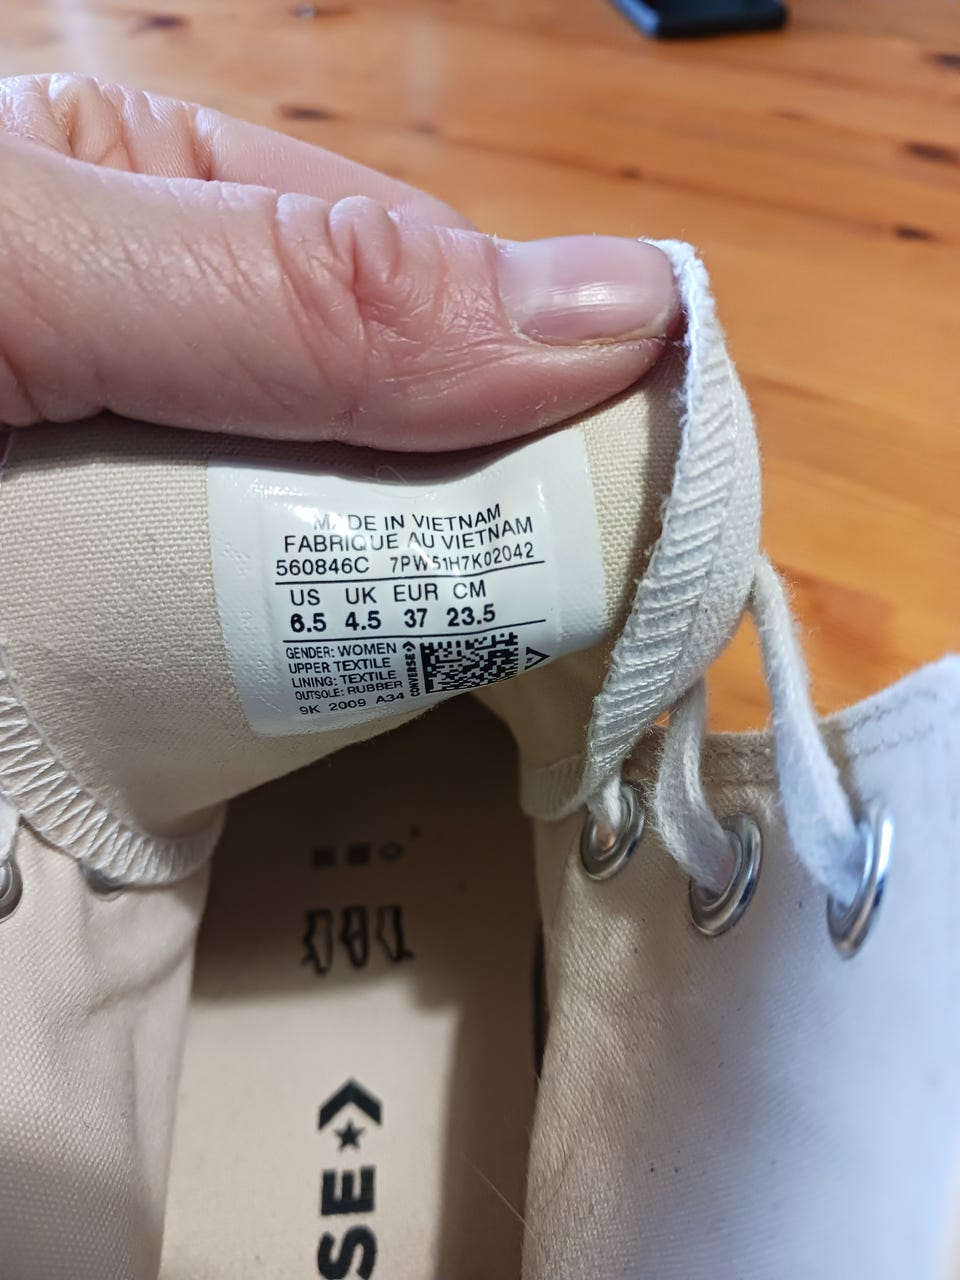 MADE IN VIETNAM
FABRIQUE AU VIETNAM
560846C 7PW51H7K02042
US UK EUR CM
6.5 4.5 37 23.5
GENDER: WOMEN
UPPER TEXTILE
LINING: TEXTILE
OUTSOLE: RUBBER
CONVERSE
9K 2009 A34
SE